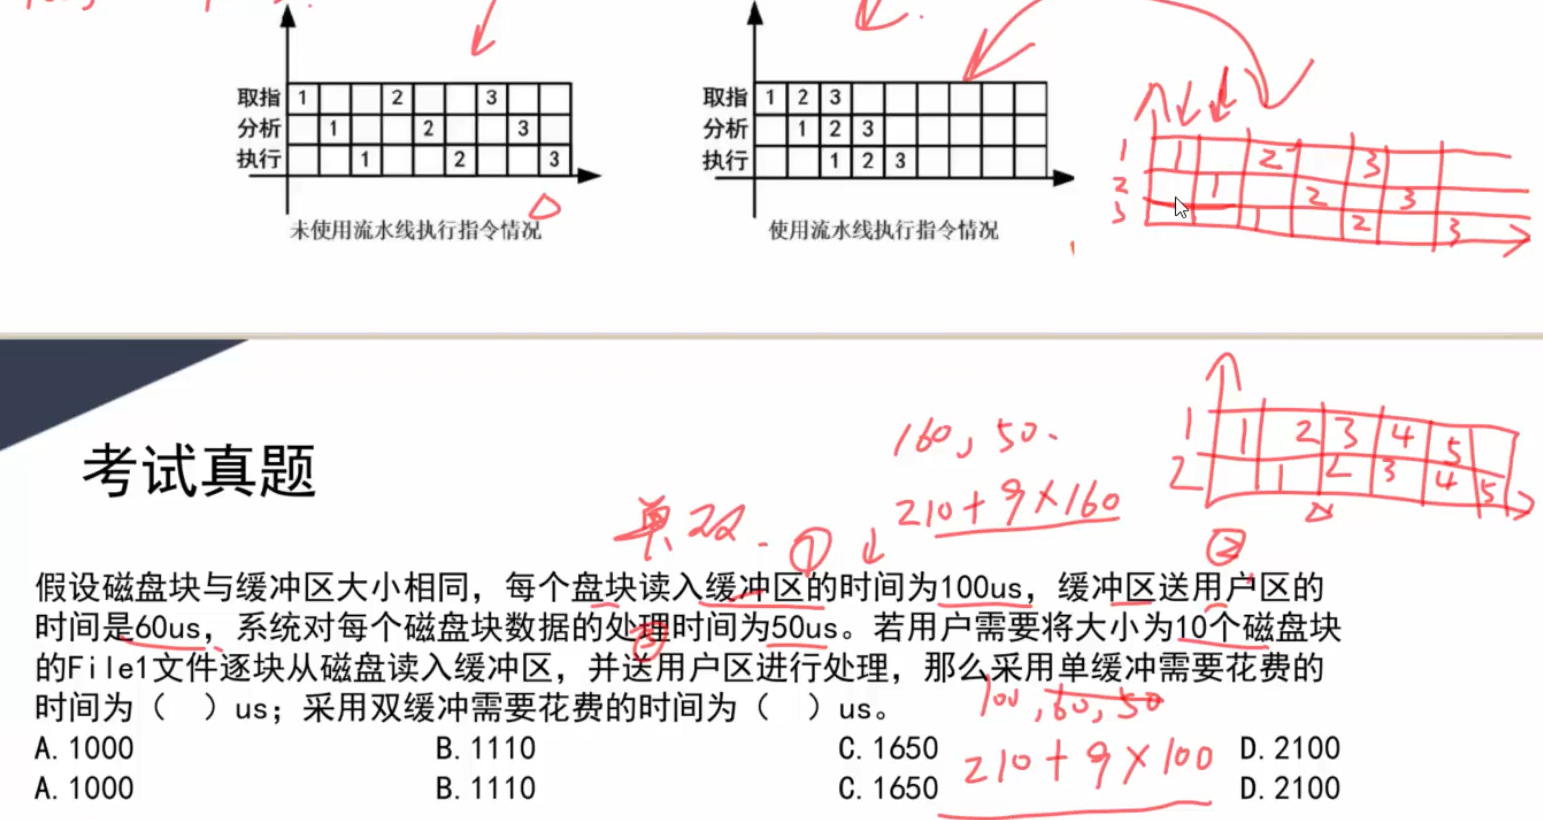 取指 1 2 3
分析 1 2 3
执行 1 2 3
未使用流水线执行指令情况
取指 1 2 3
分析 1 2 3
执行 1 2 3
使用流水线执行指令情况
1 1 2 3
2 1 2 3
3 1 2 3
考试真题
160, 50.
210+9×160
单双. ①
1 1 2 3 4 5
2 1 2 3 4 5
②
假设磁盘块与缓冲区大小相同，每个盘块读入缓冲区的时间为100us，缓冲区送用户区的
时间是60us，系统对每个磁盘块数据的处理时间为50us。若用户需要将大小为10个磁盘块
③
的File1文件逐块从磁盘读入缓冲区，并送用户区进行处理，那么采用单缓冲需要花费的
时间为（ ）us；采用双缓冲需要花费的时间为（ ）us。
100, 60, 50
A.1000 B.1110 C.1650 D.2100
A.1000 B.1110 C.1650 D.2100
210+9×100